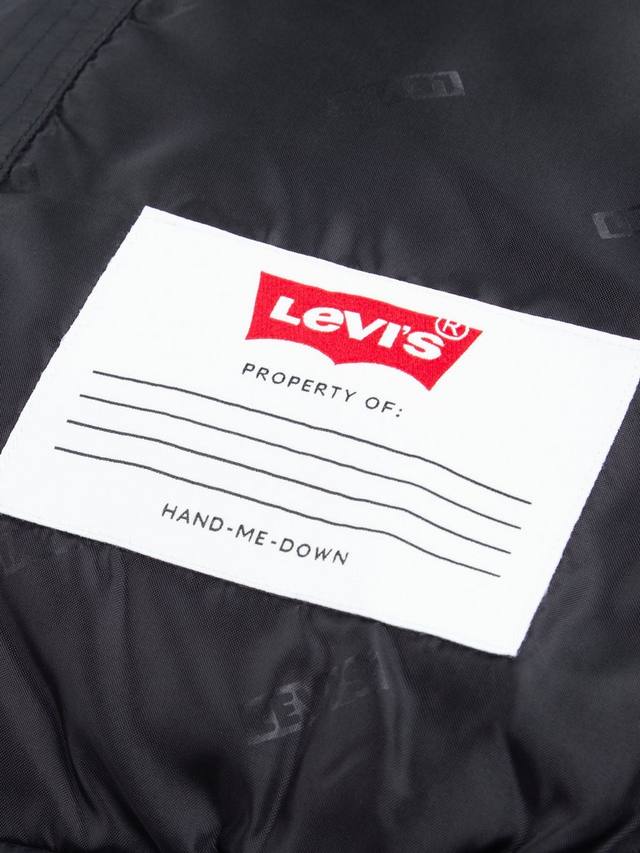 Levi's®
PROPERTY OF:
HAND-ME-DOWN